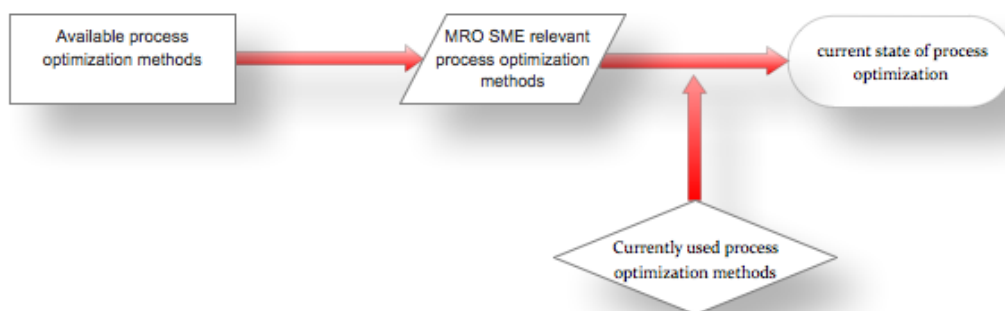 Available process
optimization methods
MRO SME relevant
process optimization
methods
current state of process
optimization
Currently used process
optimization methods